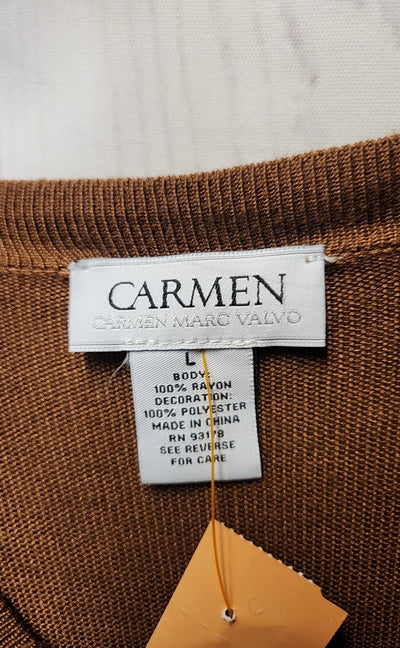 CARMEN
CARMEN MARC VALVO
L
BODY:
100% RAYON
DECORATION:
100% POLYESTER
MADE IN CHINA
RN 93178
SEE REVERSE
FOR CARE